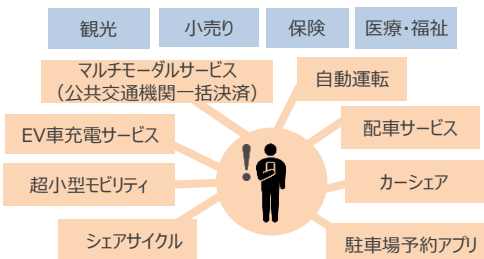 観光
小売り
保険
医療・福祉
マルチモーダルサービス
(公共交通機関一括決済)
自動運転
EV車充電サービス
配車サービス
超小型モビリティ
カーシェア
シェアサイクル
駐車場予約アプリ
!